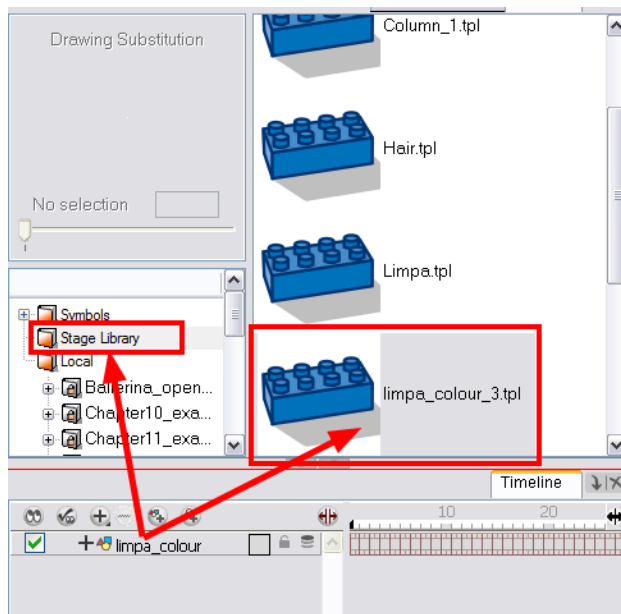 Drawing Substitution
No selection
Column_1.tpl
Hair.tpl
Limpa.tpl
limpa_colour_3.tpl
Symbols
Stage Library
Local
Ballerina_open...
Chapter10_exa...
Chapter11_exa...
Timeline
10
20
limpa_colour